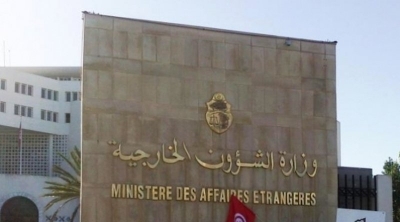 وزارة الشؤون الخارجية
MINISTERE DES AFFAIRES ETRANGERES